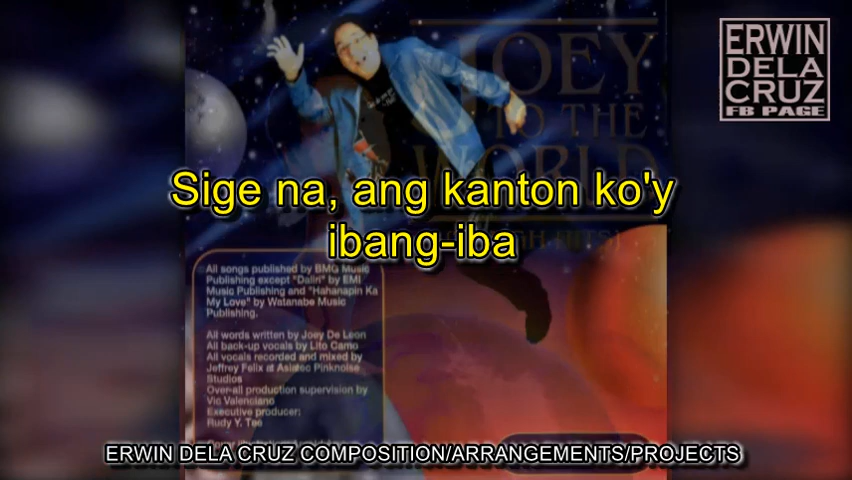 ERWIN
DELA
CRUZ
FB PAGE
JOEY
TO THE
WORLD
Sige na, ang kanton ko'y
ibang-iba
All songs published by BMG Music
Publishing except "Dalin" by EMI
Music Publishing and "Hahanapin Ka
My Love" by Watanabe Music
Publishing.
All words written by Joey De Leon
All back-up vocals by Lito Camo
All vocals recorded and mixed by
Jeffrey Felix at Asiatec Pinknoise
Studios
Over-all production supervision by
Vic Valenciano
Executive producer:
Rudy Y. Tee
ERWIN DELA CRUZ COMPOSITION/ARRANGEMENTS/PROJECTS